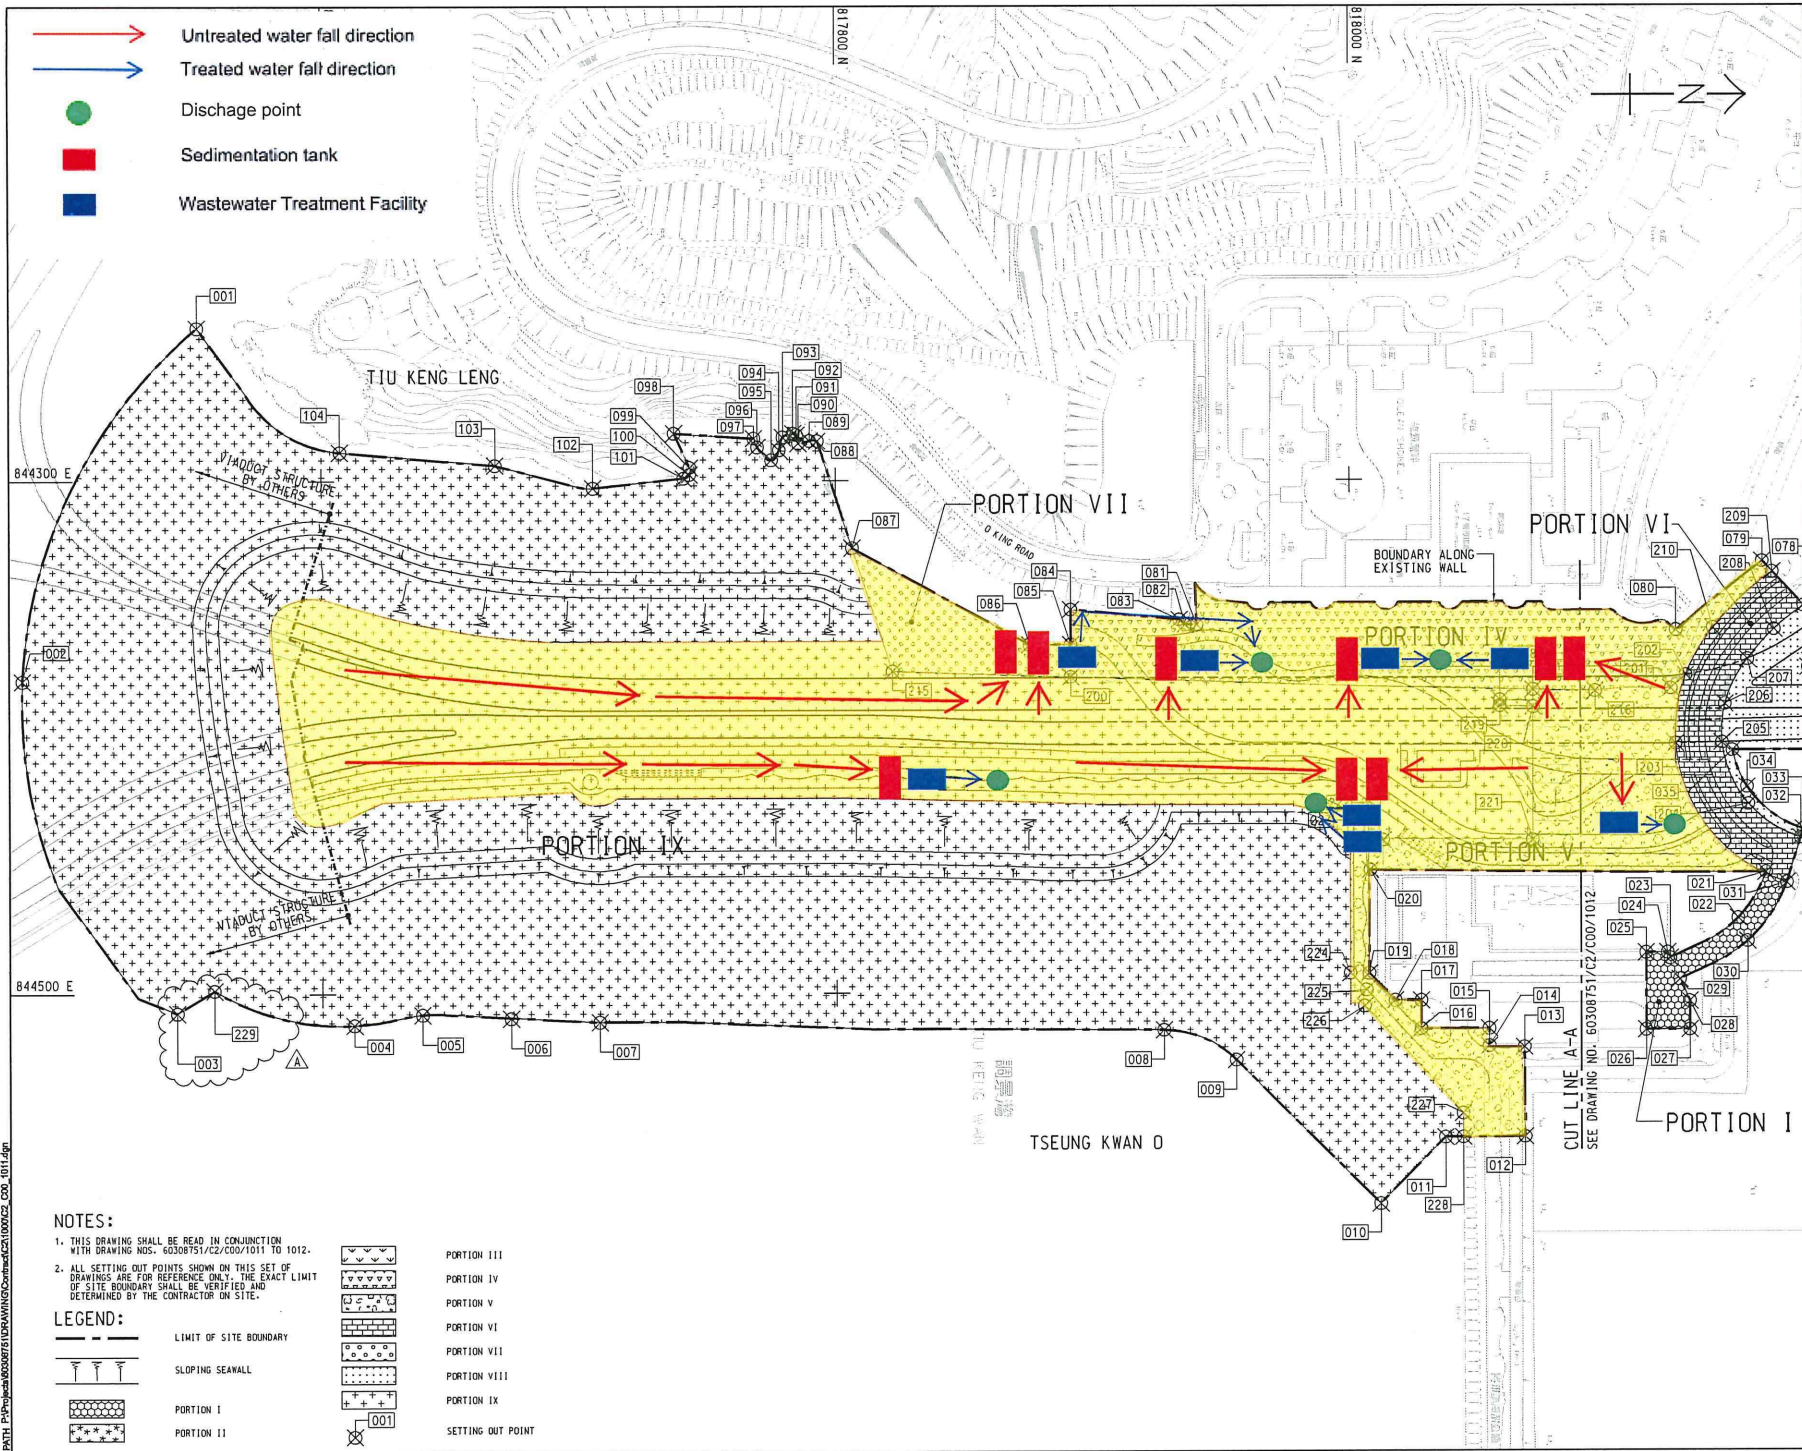 Untreated water fall direction
Treated water fall direction
Dischage point
Sedimentation tank
Wastewater Treatment Facility
817800 N
818000 N
N
001
TIU KENG LENG
104
103
102
098
099
100
101
097
096
095
094
093
092
091
090
089
088
087
844300 E
VIADUCT STRUCTURE
BY OTHERS
002
PORTION VII
O KING ROAD
086
085
084
083
082
081
BOUNDARY ALONG
EXISTING WALL
PORTION VI
209
079
078
210
208
080
PORTION IV
202
201
207
206
205
215
200
219
220
216
203
035
034
033
032
221
PORTION IX
PORTION V
VIADUCT STRUCTURE
BY OTHERS
020
021
031
022
023
024
025
224
019
018
017
225
226
016
015
014
013
030
029
028
026
027
844500 E
003
229
A
004
005
006
007
008
009
227
012
011
228
010
TSEUNG KWAN O
CUT LINE A-A
SEE DRAWING NO. 60308751/C2/C00/1012
PORTION I
NOTES:
1. THIS DRAWING SHALL BE READ IN CONJUNCTION
WITH DRAWING NOS. 60308751/C2/C00/1011 TO 1012.
2. ALL SETTING OUT POINTS SHOWN ON THIS SET OF
DRAWINGS ARE FOR REFERENCE ONLY. THE EXACT LIMIT
OF SITE BOUNDARY SHALL BE VERIFIED AND
DETERMINED BY THE CONTRACTOR ON SITE.
LEGEND:
LIMIT OF SITE BOUNDARY
SLOPING SEAWALL
PORTION I
PORTION II
PORTION III
PORTION IV
PORTION V
PORTION VI
PORTION VII
PORTION VIII
PORTION IX
001
SETTING OUT POINT